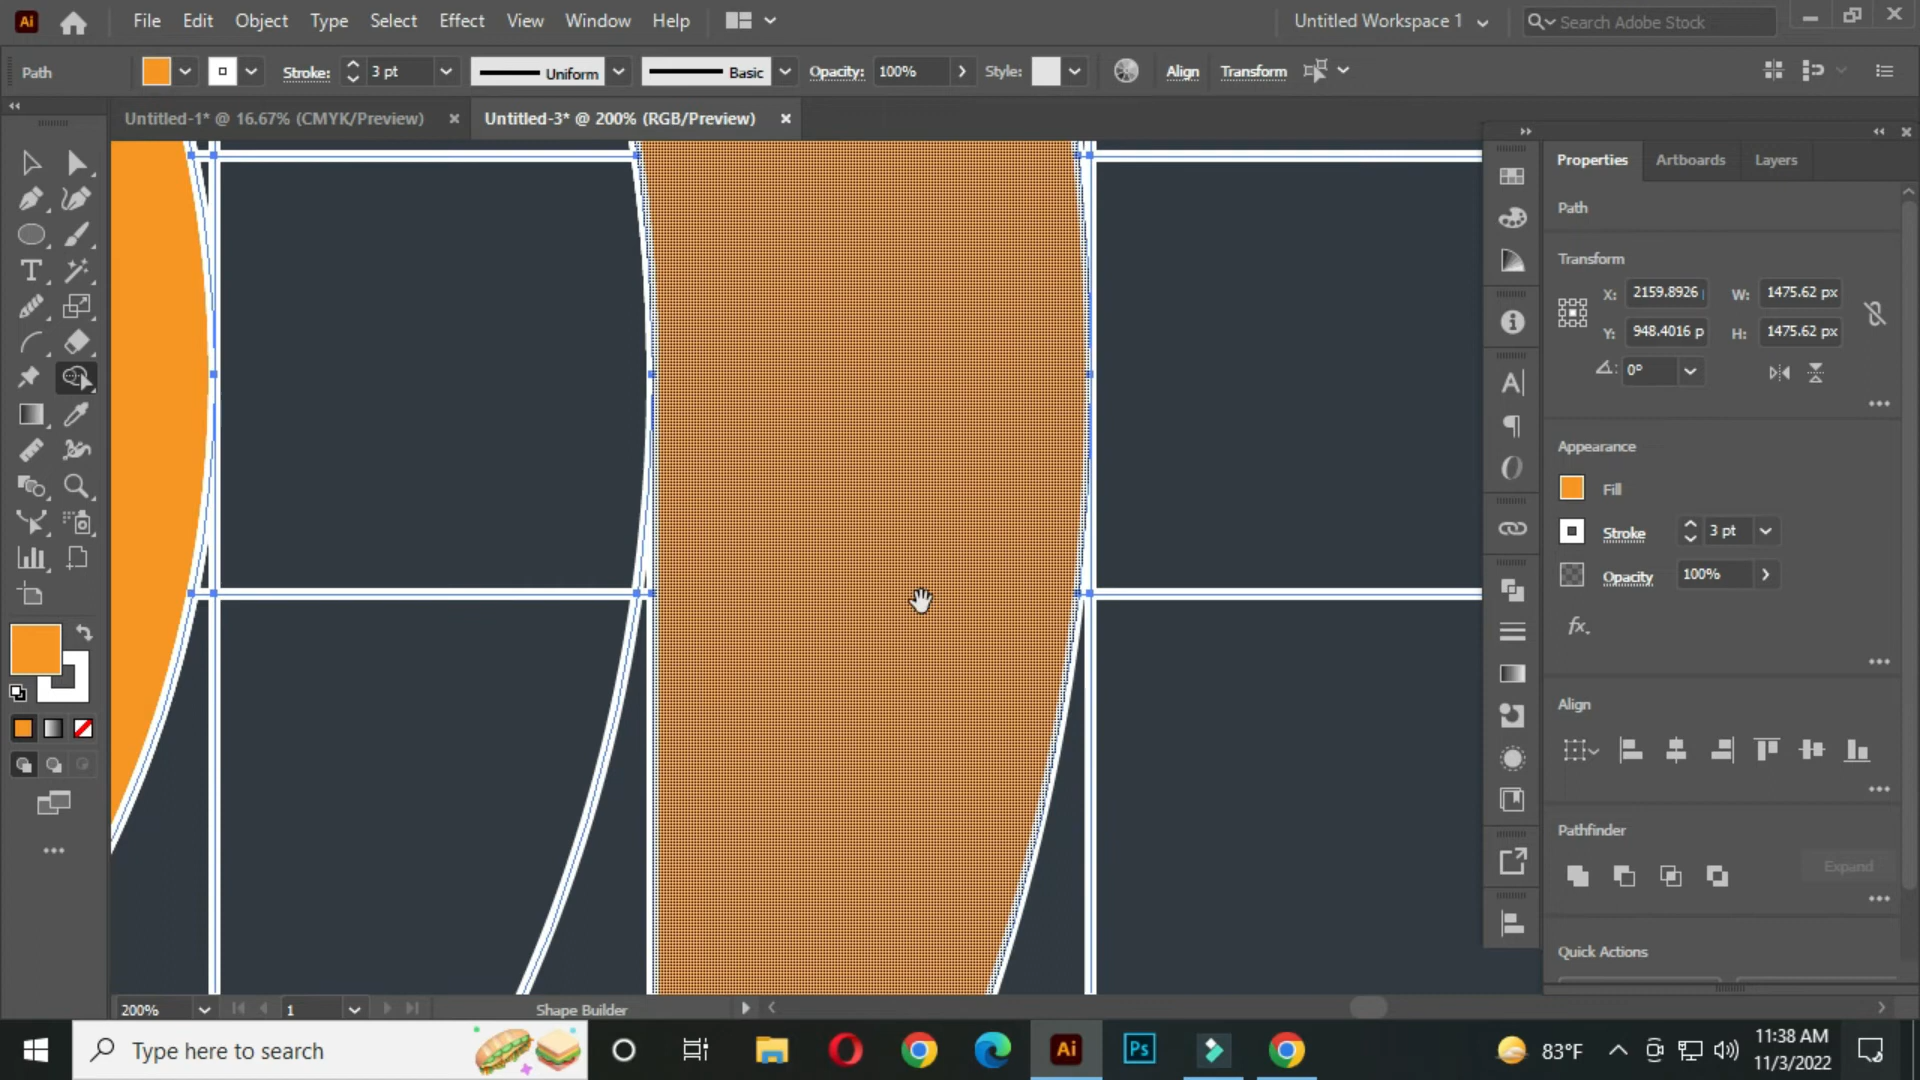 Ai File Edit Object Type Select Effect View Window Help Untitled Workspace 1 Search Adobe Stock
Path Stroke: 3 pt Uniform Basic Opacity: 100% Style: Align Transform
Untitled-1* @ 16.67% (CMYK/Preview) × Untitled-3* @ 200% (RGB/Preview) ×
Properties Artboards Layers
Path
Transform
X: 2159.8926 W: 1475.62 px
Y: 948.4016 p H: 1475.62 px
0°
Appearance
Fill
Stroke 3 pt
Opacity 100%
fx.
Align
Pathfinder
Expand
Quick Actions
200% 1 Shape Builder
Type here to search Ai Ps 83°F 11:38 AM
11/3/2022